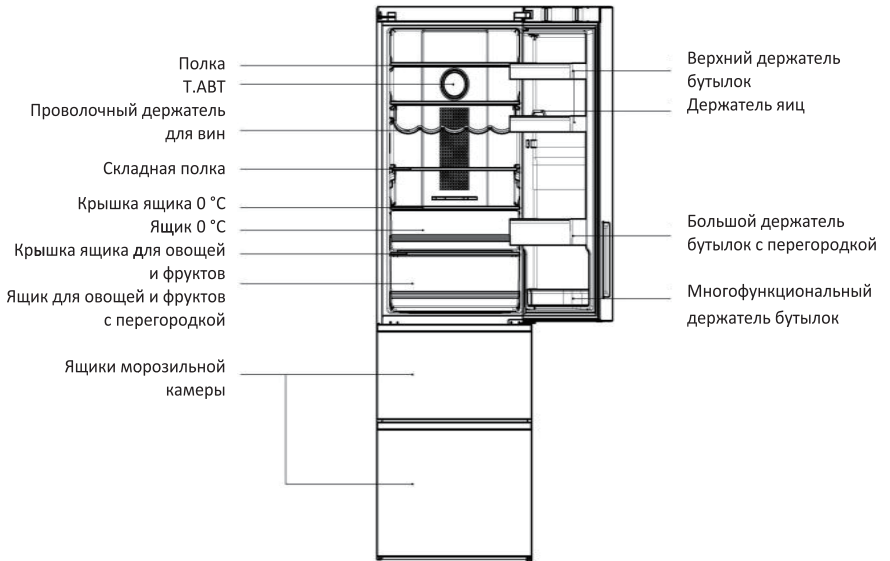 Полка
T.ABT
Проволочный держатель
для вин
Складная полка
Крышка ящика 0 °C
Ящик 0 °C
Крышка ящика для овощей
и фруктов
Ящик для овощей и фруктов
с перегородкой
Ящики морозильной
камеры
Верхний держатель
бутылок
Держатель яиц
Большой держатель
бутылок с перегородкой
Многофункциональный
держатель бутылок